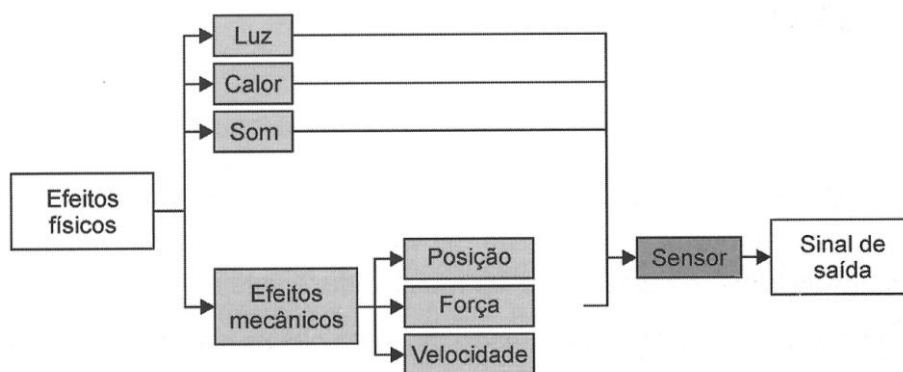 Luz
Calor
Som
Efeitos
físicos
Efeitos
mecânicos
Posição
Força
Velocidade
Sensor
Sinal de
saída